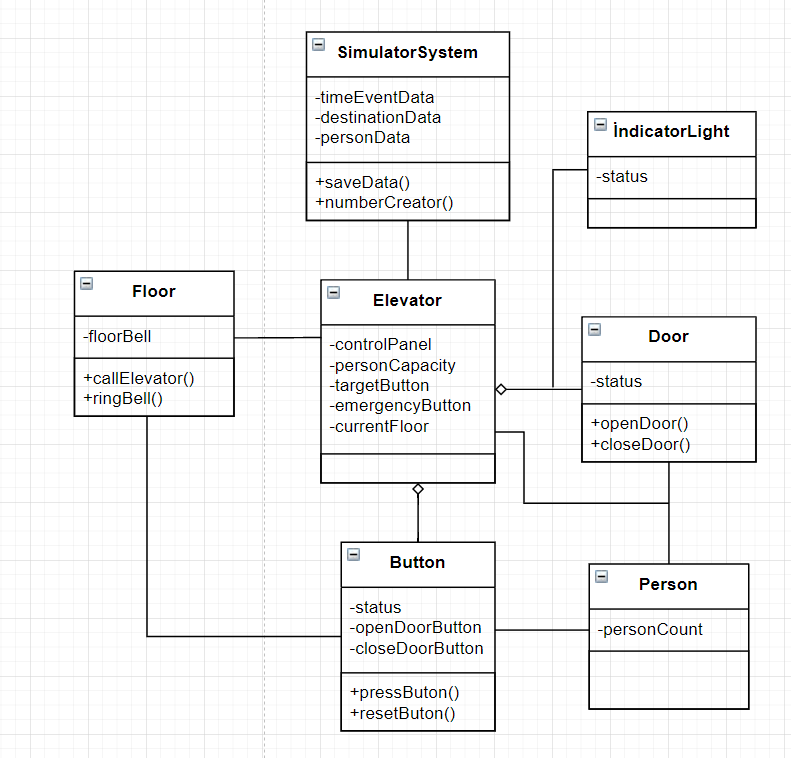 SimulatorSystem
-timeEventData
-destinationData
-personData
+saveData()
+numberCreator()
İndicatorLight
-status
Floor
-floorBell
+callElevator()
+ringBell()
Elevator
-controlPanel
-personCapacity
-targetButton
-emergencyButton
-currentFloor
Door
-status
+openDoor()
+closeDoor()
Button
-status
-openDoorButton
-closeDoorButton
+pressButon()
+resetButon()
Person
-personCount